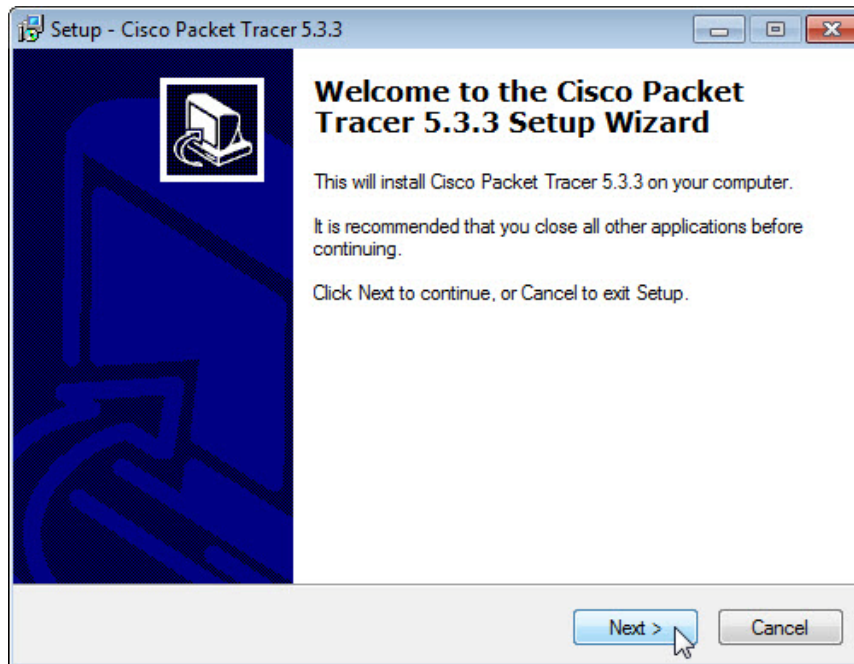 Setup - Cisco Packet Tracer 5.3.3
Welcome to the Cisco Packet
Tracer 5.3.3 Setup Wizard
This will install Cisco Packet Tracer 5.3.3 on your computer.
It is recommended that you close all other applications before
continuing.
Click Next to continue, or Cancel to exit Setup.
Next >
Cancel